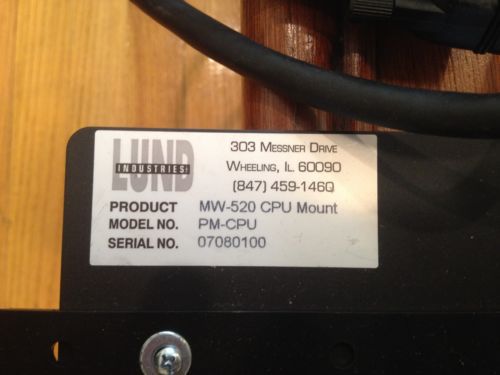 LUND
INDUSTRIES
303 MESSNER DRIVE
WHEELING, IL. 60090
(847) 459-1460
PRODUCT MW-520 CPU Mount
MODEL NO. PM-CPU
SERIAL NO. 07080100